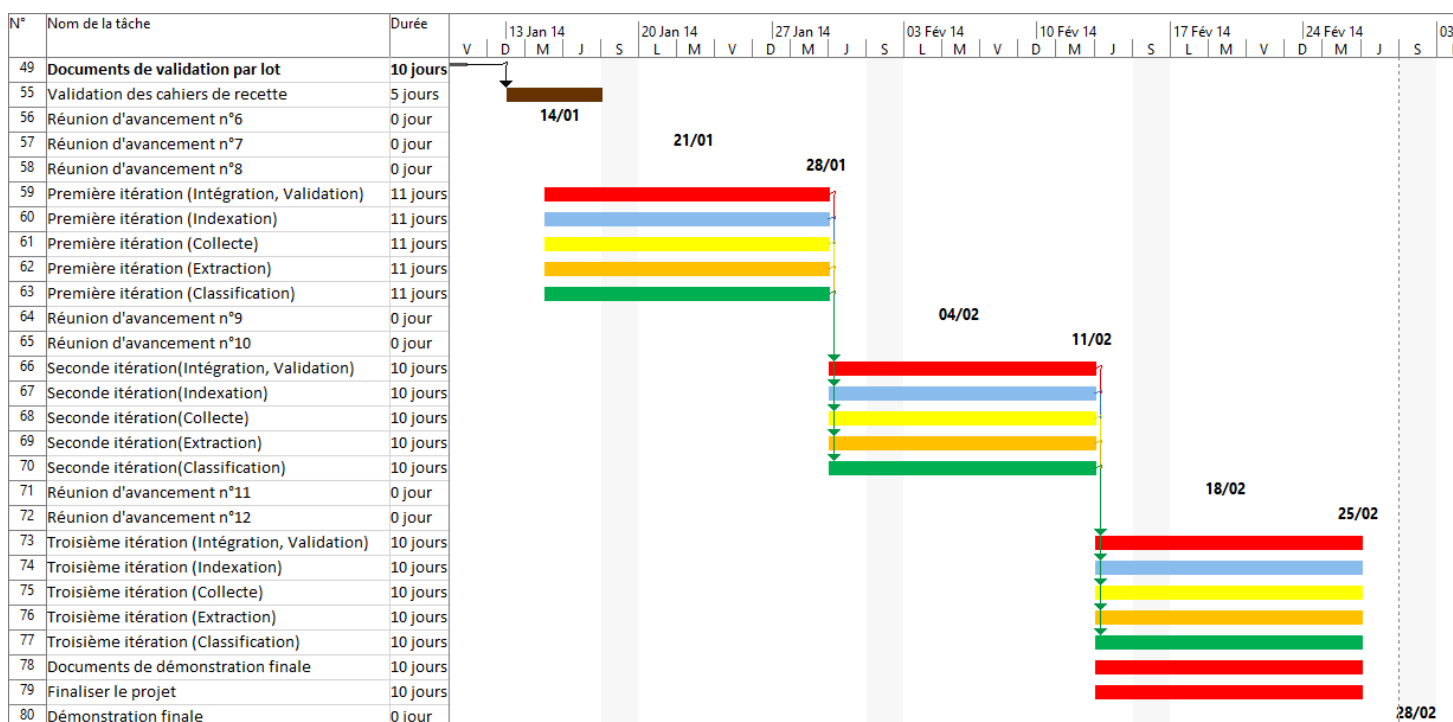 N° Nom de la tâche Durée 13 Jan 14 20 Jan 14 27 Jan 14 03 Fév 14 10 Fév 14 17 Fév 14 24 Fév 14 03
V D M J S L M V D M J S L M V D M J S L M V D M J S
49 Documents de validation par lot 10 jours
55 Validation des cahiers de recette 5 jours
56 Réunion d'avancement n°6 0 jour 14/01
57 Réunion d'avancement n°7 0 jour 21/01
58 Réunion d'avancement n°8 0 jour 28/01
59 Première itération (Intégration, Validation) 11 jours
60 Première itération (Indexation) 11 jours
61 Première itération (Collecte) 11 jours
62 Première itération (Extraction) 11 jours
63 Première itération (Classification) 11 jours
64 Réunion d'avancement n°9 0 jour 04/02
65 Réunion d'avancement n°10 0 jour 11/02
66 Seconde itération(Intégration, Validation) 10 jours
67 Seconde itération(Indexation) 10 jours
68 Seconde itération(Collecte) 10 jours
69 Seconde itération(Extraction) 10 jours
70 Seconde itération(Classification) 10 jours
71 Réunion d'avancement n°11 0 jour 18/02
72 Réunion d'avancement n°12 0 jour 25/02
73 Troisième itération (Intégration, Validation) 10 jours
74 Troisième itération (Indexation) 10 jours
75 Troisième itération (Collecte) 10 jours
76 Troisième itération (Extraction) 10 jours
77 Troisième itération (Classification) 10 jours
78 Documents de démonstration finale 10 jours
79 Finaliser le projet 10 jours
80 Démonstration finale 0 jour 28/02